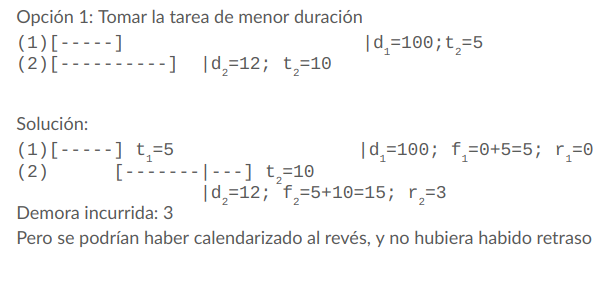 Opción 1: Tomar la tarea de menor duración
(1)[-----] |d₁=100;t₂=5
(2)[----------] |d₂=12; t₂=10
Solución:
(1)[-----] t₁=5 |d₁=100; f₁=0+5=5; r₁=0
(2) [-------|---] t₂=10
|d₂=12; f₂=5+10=15; r₂=3
Demora incurrida: 3
Pero se podrían haber calendarizado al revés, y no hubiera habido retraso